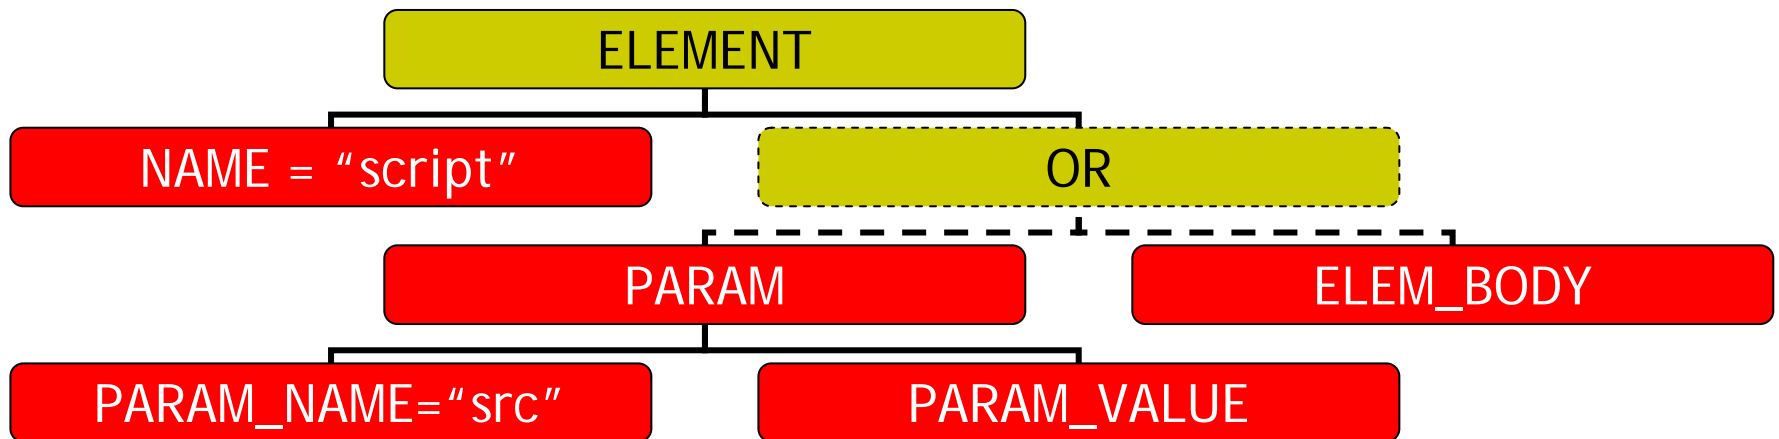 ELEMENT
NAME = “script”
OR
PARAM
ELEM_BODY
PARAM_NAME=“src”
PARAM_VALUE